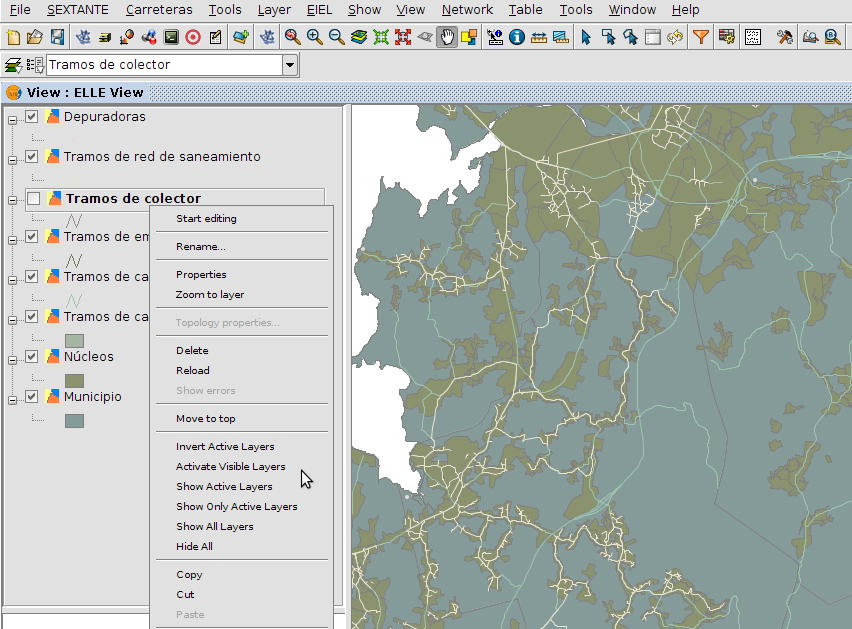 File SEXTANTE Carreteras Tools Layer EIEL Show View Network Table Tools Window Help
Tramos de colector
View : ELLE View
Depuradoras
Tramos de red de saneamiento
Tramos de colector
Start editing
Tramos de em
Rename...
Tramos de ca
Properties
Zoom to layer
Tramos de ca
Topology properties...
Núcleos
Delete
Reload
Show errors
Municipio
Move to top
Invert Active Layers
Activate Visible Layers
Show Active Layers
Show Only Active Layers
Show All Layers
Hide All
Copy
Cut
Paste